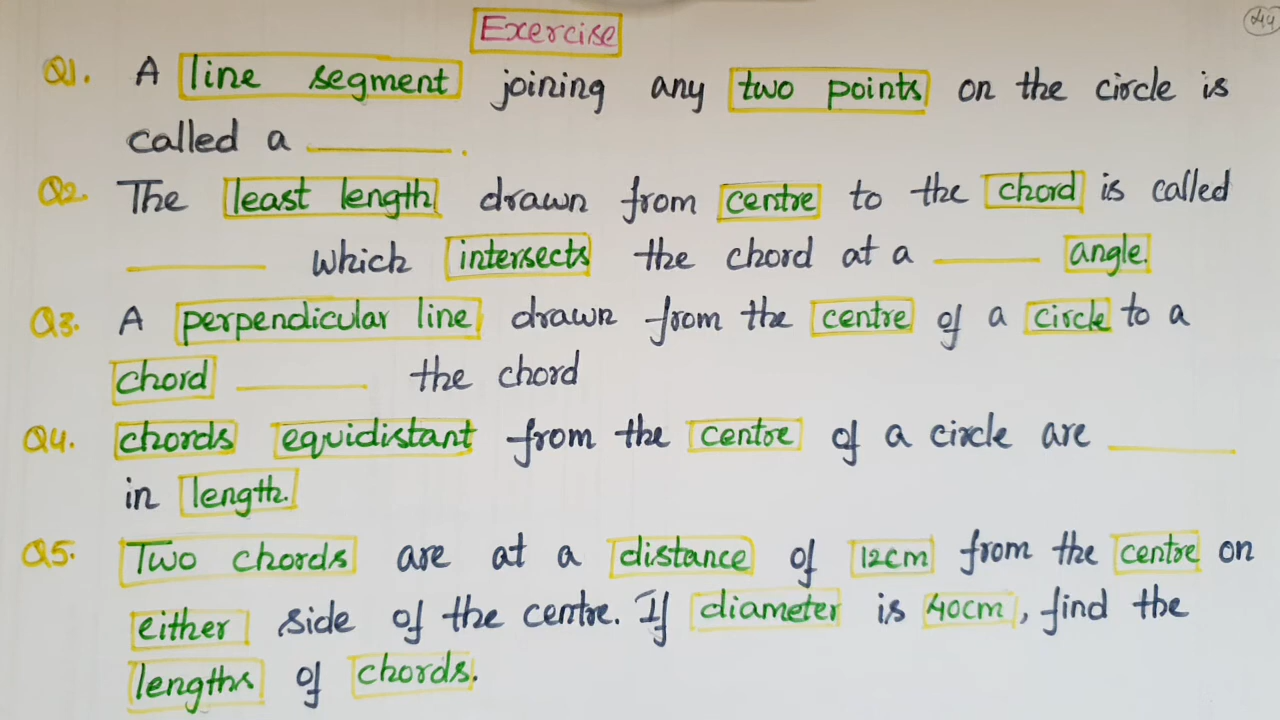 Exercise
Q1. A line segment joining any two points on the circle is
called a ________.
Q2. The least length drawn from centre to the chord is called
________ which intersects the chord at a ______ angle.
Q3. A perpendicular line drawn from the centre of a circle to a
chord ________ the chord
Q4. chords equidistant from the centre of a circle are ________
in length.
Q5. Two chords are at a distance of 12cm from the centre on
either side of the centre. If diameter is 40cm, find the
lengths of chords.